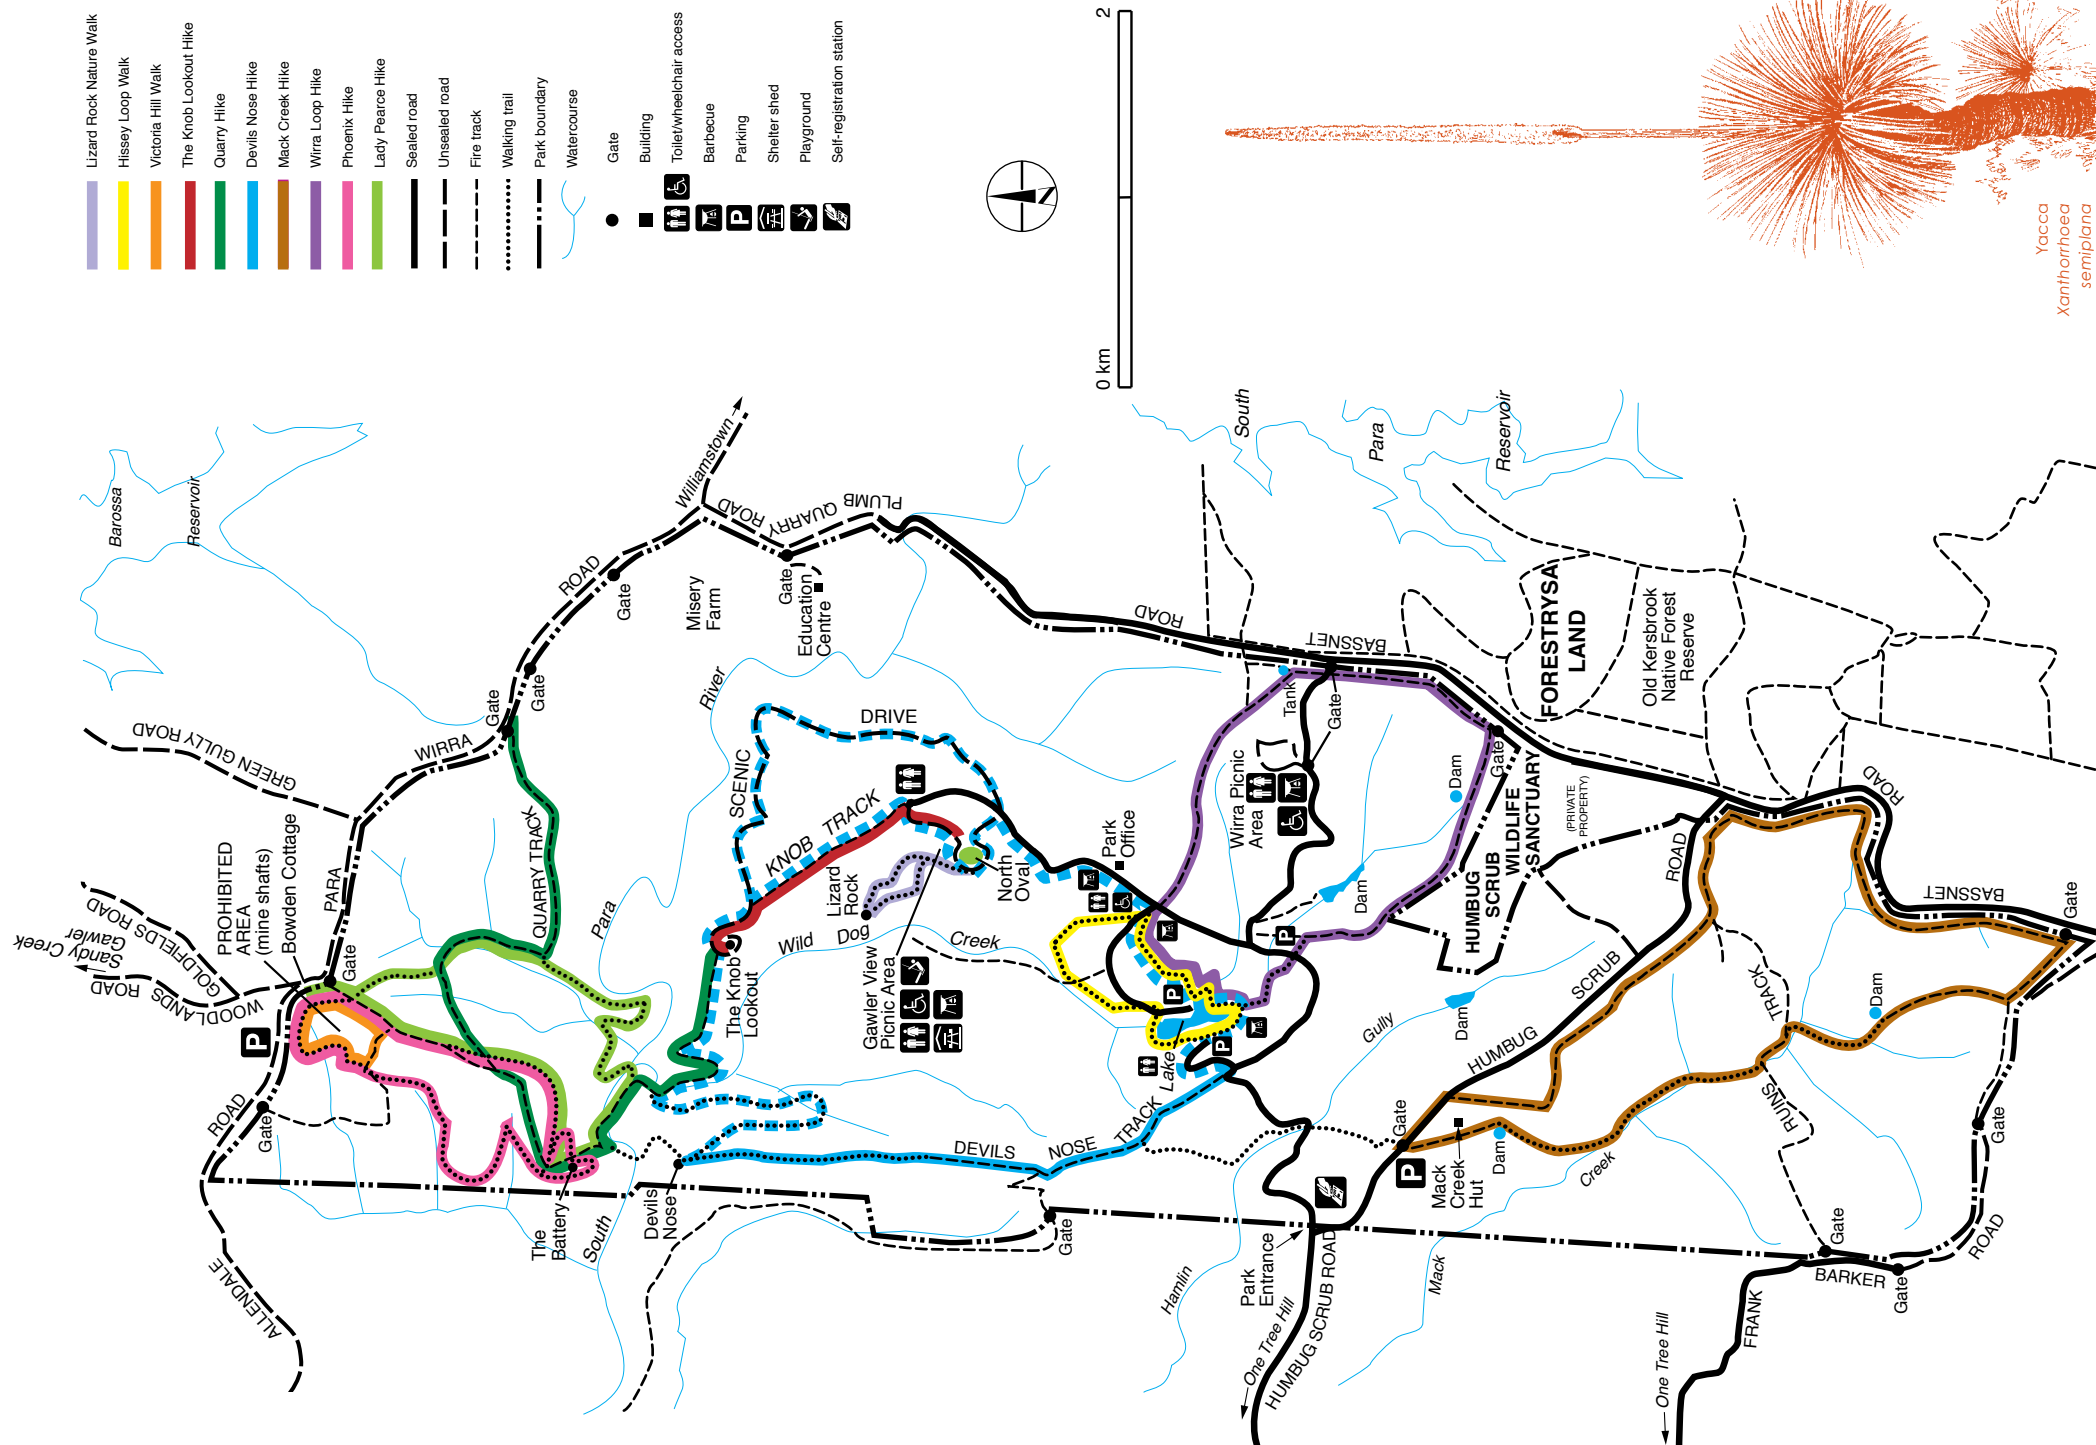 Lizard Rock Nature Walk
Hissey Loop Walk
Victoria Hill Walk
The Knob Lookout Hike
Quarry Hike
Devils Nose Hike
Mack Creek Hike
Wirra Loop Hike
Phoenix Hike
Lady Pearce Hike
Sealed road
Unsealed road
Fire track
Walking trail
Park boundary
Watercourse
Gate
Building
Toilet/wheelchair access
Barbecue
P
Parking
Shelter shed
Playground
Self-registration station
N
0 km
2
Yacca
Xanthorrhoea
semiplana
Barossa
Reservoir
South
Para
Reservoir
Sandy Creek
Gawler
GOLDFIELDS ROAD
WOODLANDS
ROAD
GREEN GULLY ROAD
PROHIBITED
AREA
(mine shafts)
Bowden Cottage
P
Gate
Gate
ALLENDALE
ROAD
PARA
WIRRA
ROAD
Gate
Gate
Gate
Williamstown
Misery
Farm
Gate
Education
Centre
PLUMB
QUARRY
ROAD
QUARRY TRACK
Para
River
SCENIC
DRIVE
KNOB
TRACK
The Knob
Lookout
Lizard
Rock
North
Oval
Wild
Dog
Creek
Gawler View
Picnic Area
The
Battery
South
Devils
Nose
DEVILS
NOSE
TRACK
Gate
Lake
P
P
Park
Office
Wirra Picnic
Area
Tank
Gate
ROAD
BASSNET
Dam
Dam
P
Gate
HUMBUG
SCRUB
WILDLIFE
SANCTUARY
(PRIVATE
PROPERTY)
FORESTRYSA
LAND
Old Kersbrook
Native Forest
Reserve
Gully
Hamlin
Park
Entrance
One Tree Hill
HUMBUG SCRUB ROAD
P
Gate
Mack
Creek
Hut
Dam
Dam
Mack
Creek
HUMBUG
SCRUB
ROAD
RUINS
TRACK
Dam
ROAD
BASSNET
Gate
Gate
ROAD
Gate
Gate
BARKER
FRANK
One Tree Hill